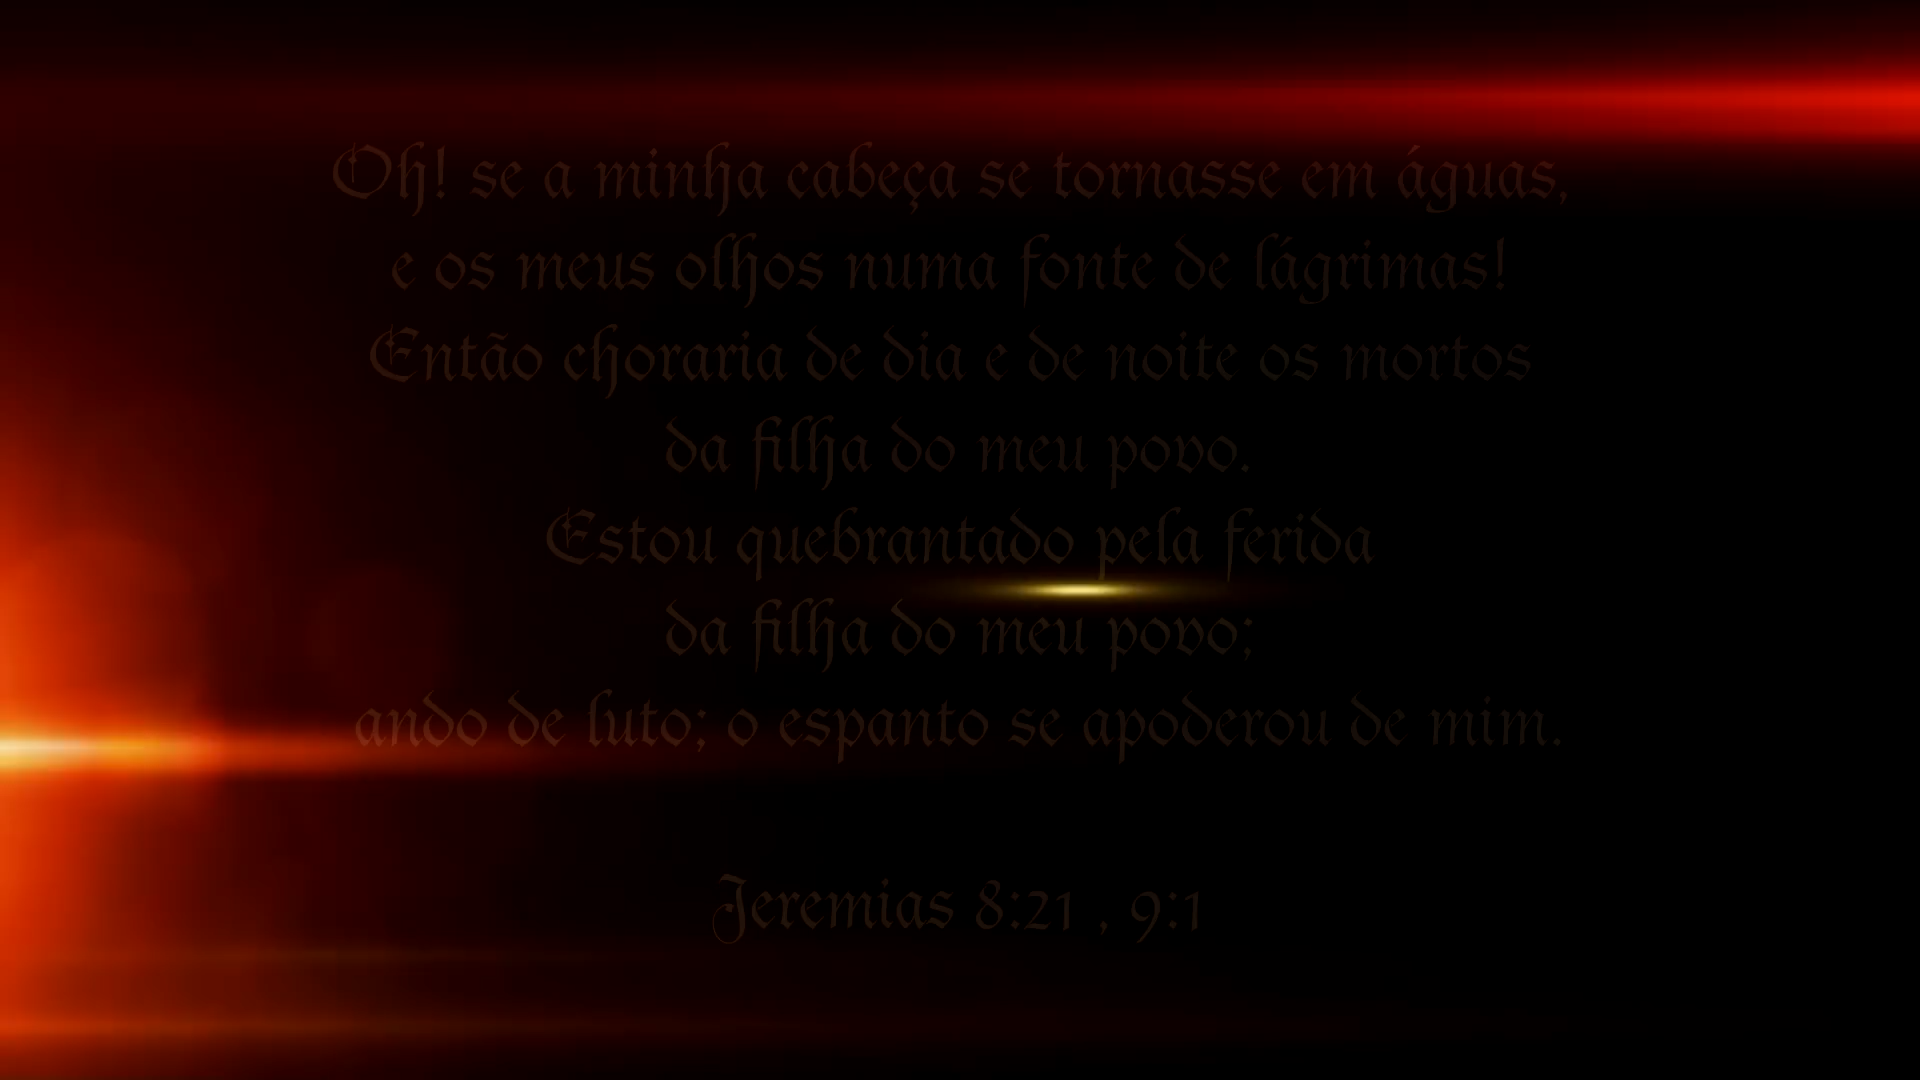 Oh! se a minha cabeça se tornasse em águas,
e os meus olhos numa fonte de lágrimas!
Então choraria de dia e de noite os mortos
da filha do meu povo.
Estou quebrantado pela ferida
da filha do meu povo;
ando de luto; o espanto se apoderou de mim.
Jeremias 8:21 , 9:1